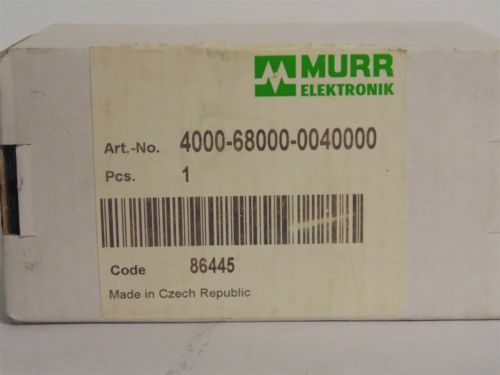 MURR
ELEKTRONIK
Art.-No. 4000-68000-0040000
Pcs. 1
Code 86445
Made in Czech Republic